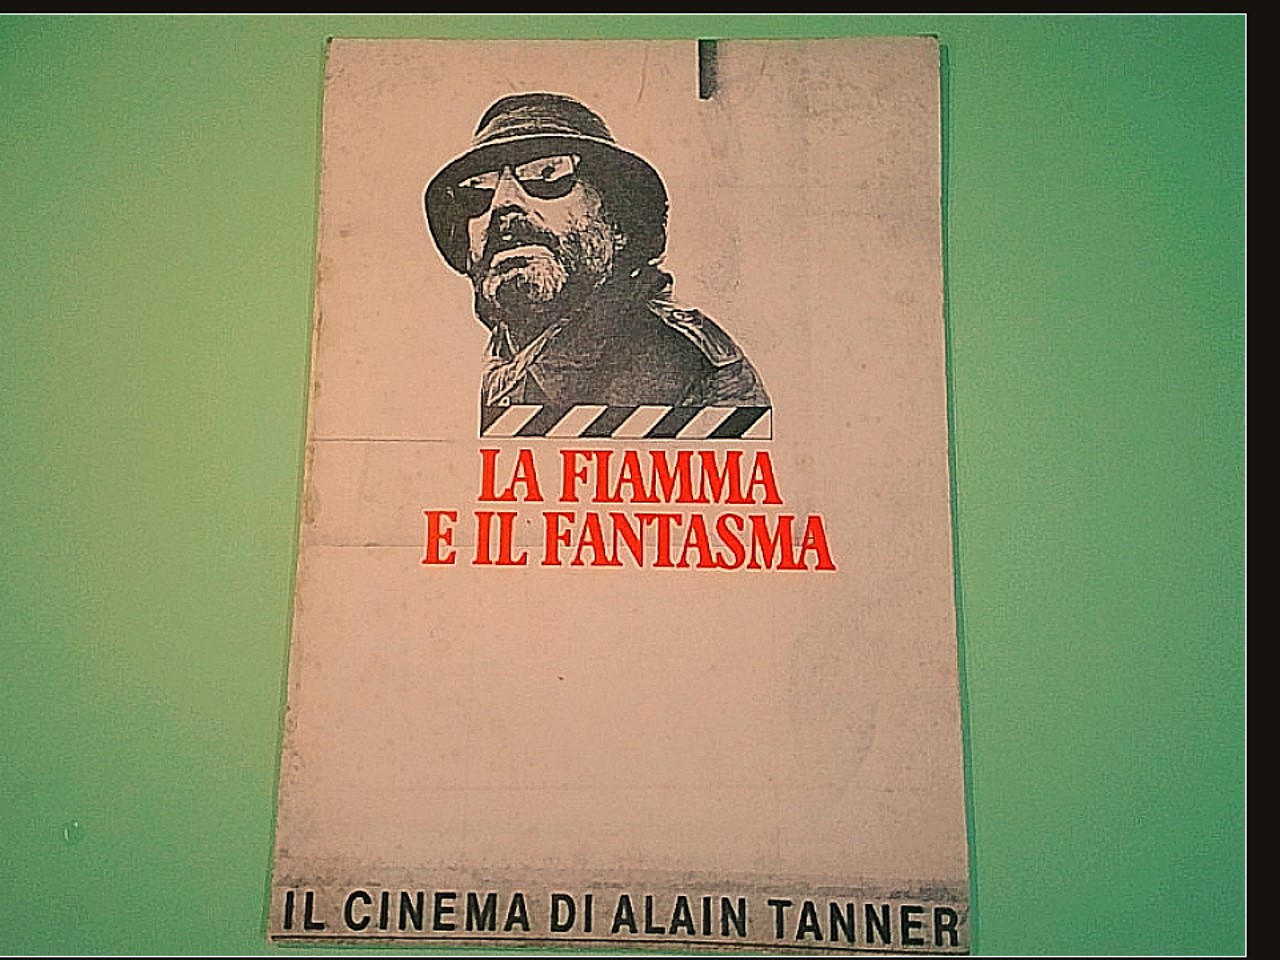 LA FIAMMA
E IL FANTASMA
IL CINEMA DI ALAIN TANNER